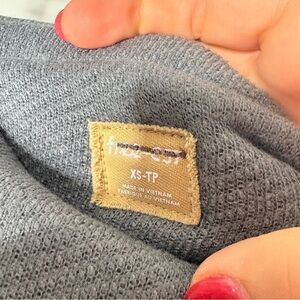 XS-TP
MADE IN VIETNAM
FABRIQUÉ AU VIETNAM